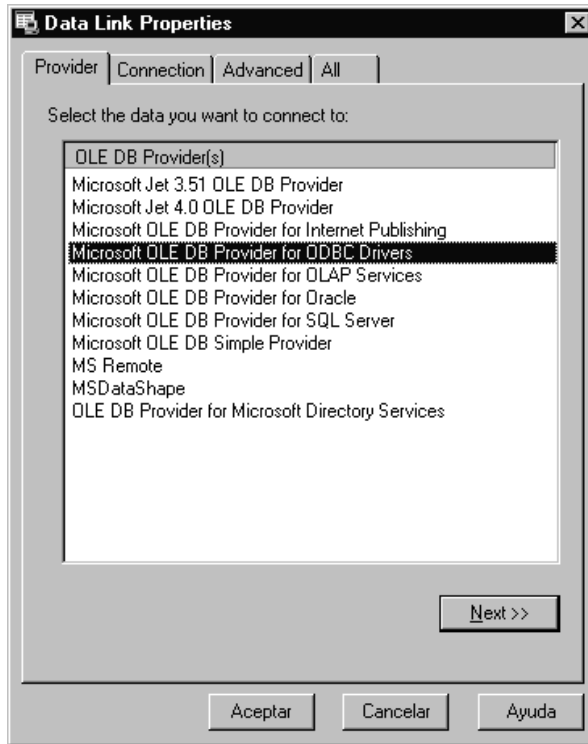 Data Link Properties
Provider Connection Advanced All
Select the data you want to connect to:
OLE DB Provider(s)
Microsoft Jet 3.51 OLE DB Provider
Microsoft Jet 4.0 OLE DB Provider
Microsoft OLE DB Provider for Internet Publishing
Microsoft OLE DB Provider for ODBC Drivers
Microsoft OLE DB Provider for OLAP Services
Microsoft OLE DB Provider for Oracle
Microsoft OLE DB Provider for SQL Server
Microsoft OLE DB Simple Provider
MS Remote
MSDataShape
OLE DB Provider for Microsoft Directory Services
Next >>
Aceptar Cancelar Ayuda